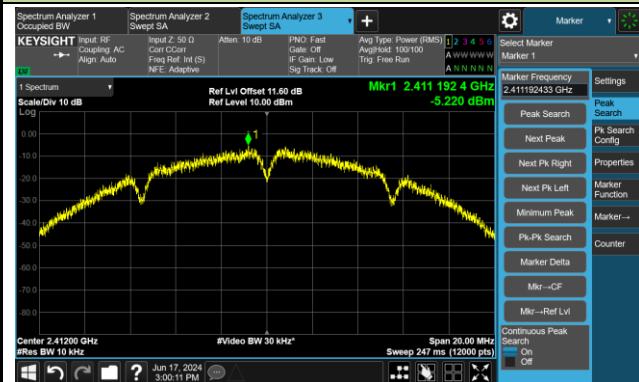 Spectrum Analyzer 1
Occupied BW
Spectrum Analyzer 2
Swept SA
Spectrum Analyzer 3
Swept SA
Marker
KEYSIGHT
Input: RF
Coupling: AC
Align: Auto
Input Z: 50 Ω
Corr CCorr
Freq Ref: Int (S)
NFE: Adaptive
Atten: 10 dB
PNO: Fast
Gate: Off
IF Gain: Low
Sig Track: Off
Avg Type: Power (RMS)
Avg|Hold: 100/100
Trig: Free Run
1 2 3 4 5 6
A W W W W W
A N N N N N
LXI
Select Marker
Marker 1
1 Spectrum
Scale/Div 10 dB
Log
Ref Lvl Offset 11.60 dB
Ref Level 10.00 dBm
Mkr1 2.411 192 4 GHz
-5.220 dBm
1
0.00
-10.0
-20.0
-30.0
-40.0
-50.0
-60.0
-70.0
-80.0
Center 2.41200 GHz
#Res BW 10 kHz
#Video BW 30 kHz*
Span 20.00 MHz
Sweep 247 ms (12000 pts)
Marker Frequency
2.411192433 GHz
Peak Search
Next Peak
Next Pk Right
Next Pk Left
Minimum Peak
Pk-Pk Search
Marker Delta
Mkr→CF
Mkr→Ref Lvl
Continuous Peak
Search
On
Off
Settings
Peak
Search
Pk Search
Config
Properties
Marker
Function
Marker→
Counter
Jun 17, 2024
3:00:11 PM